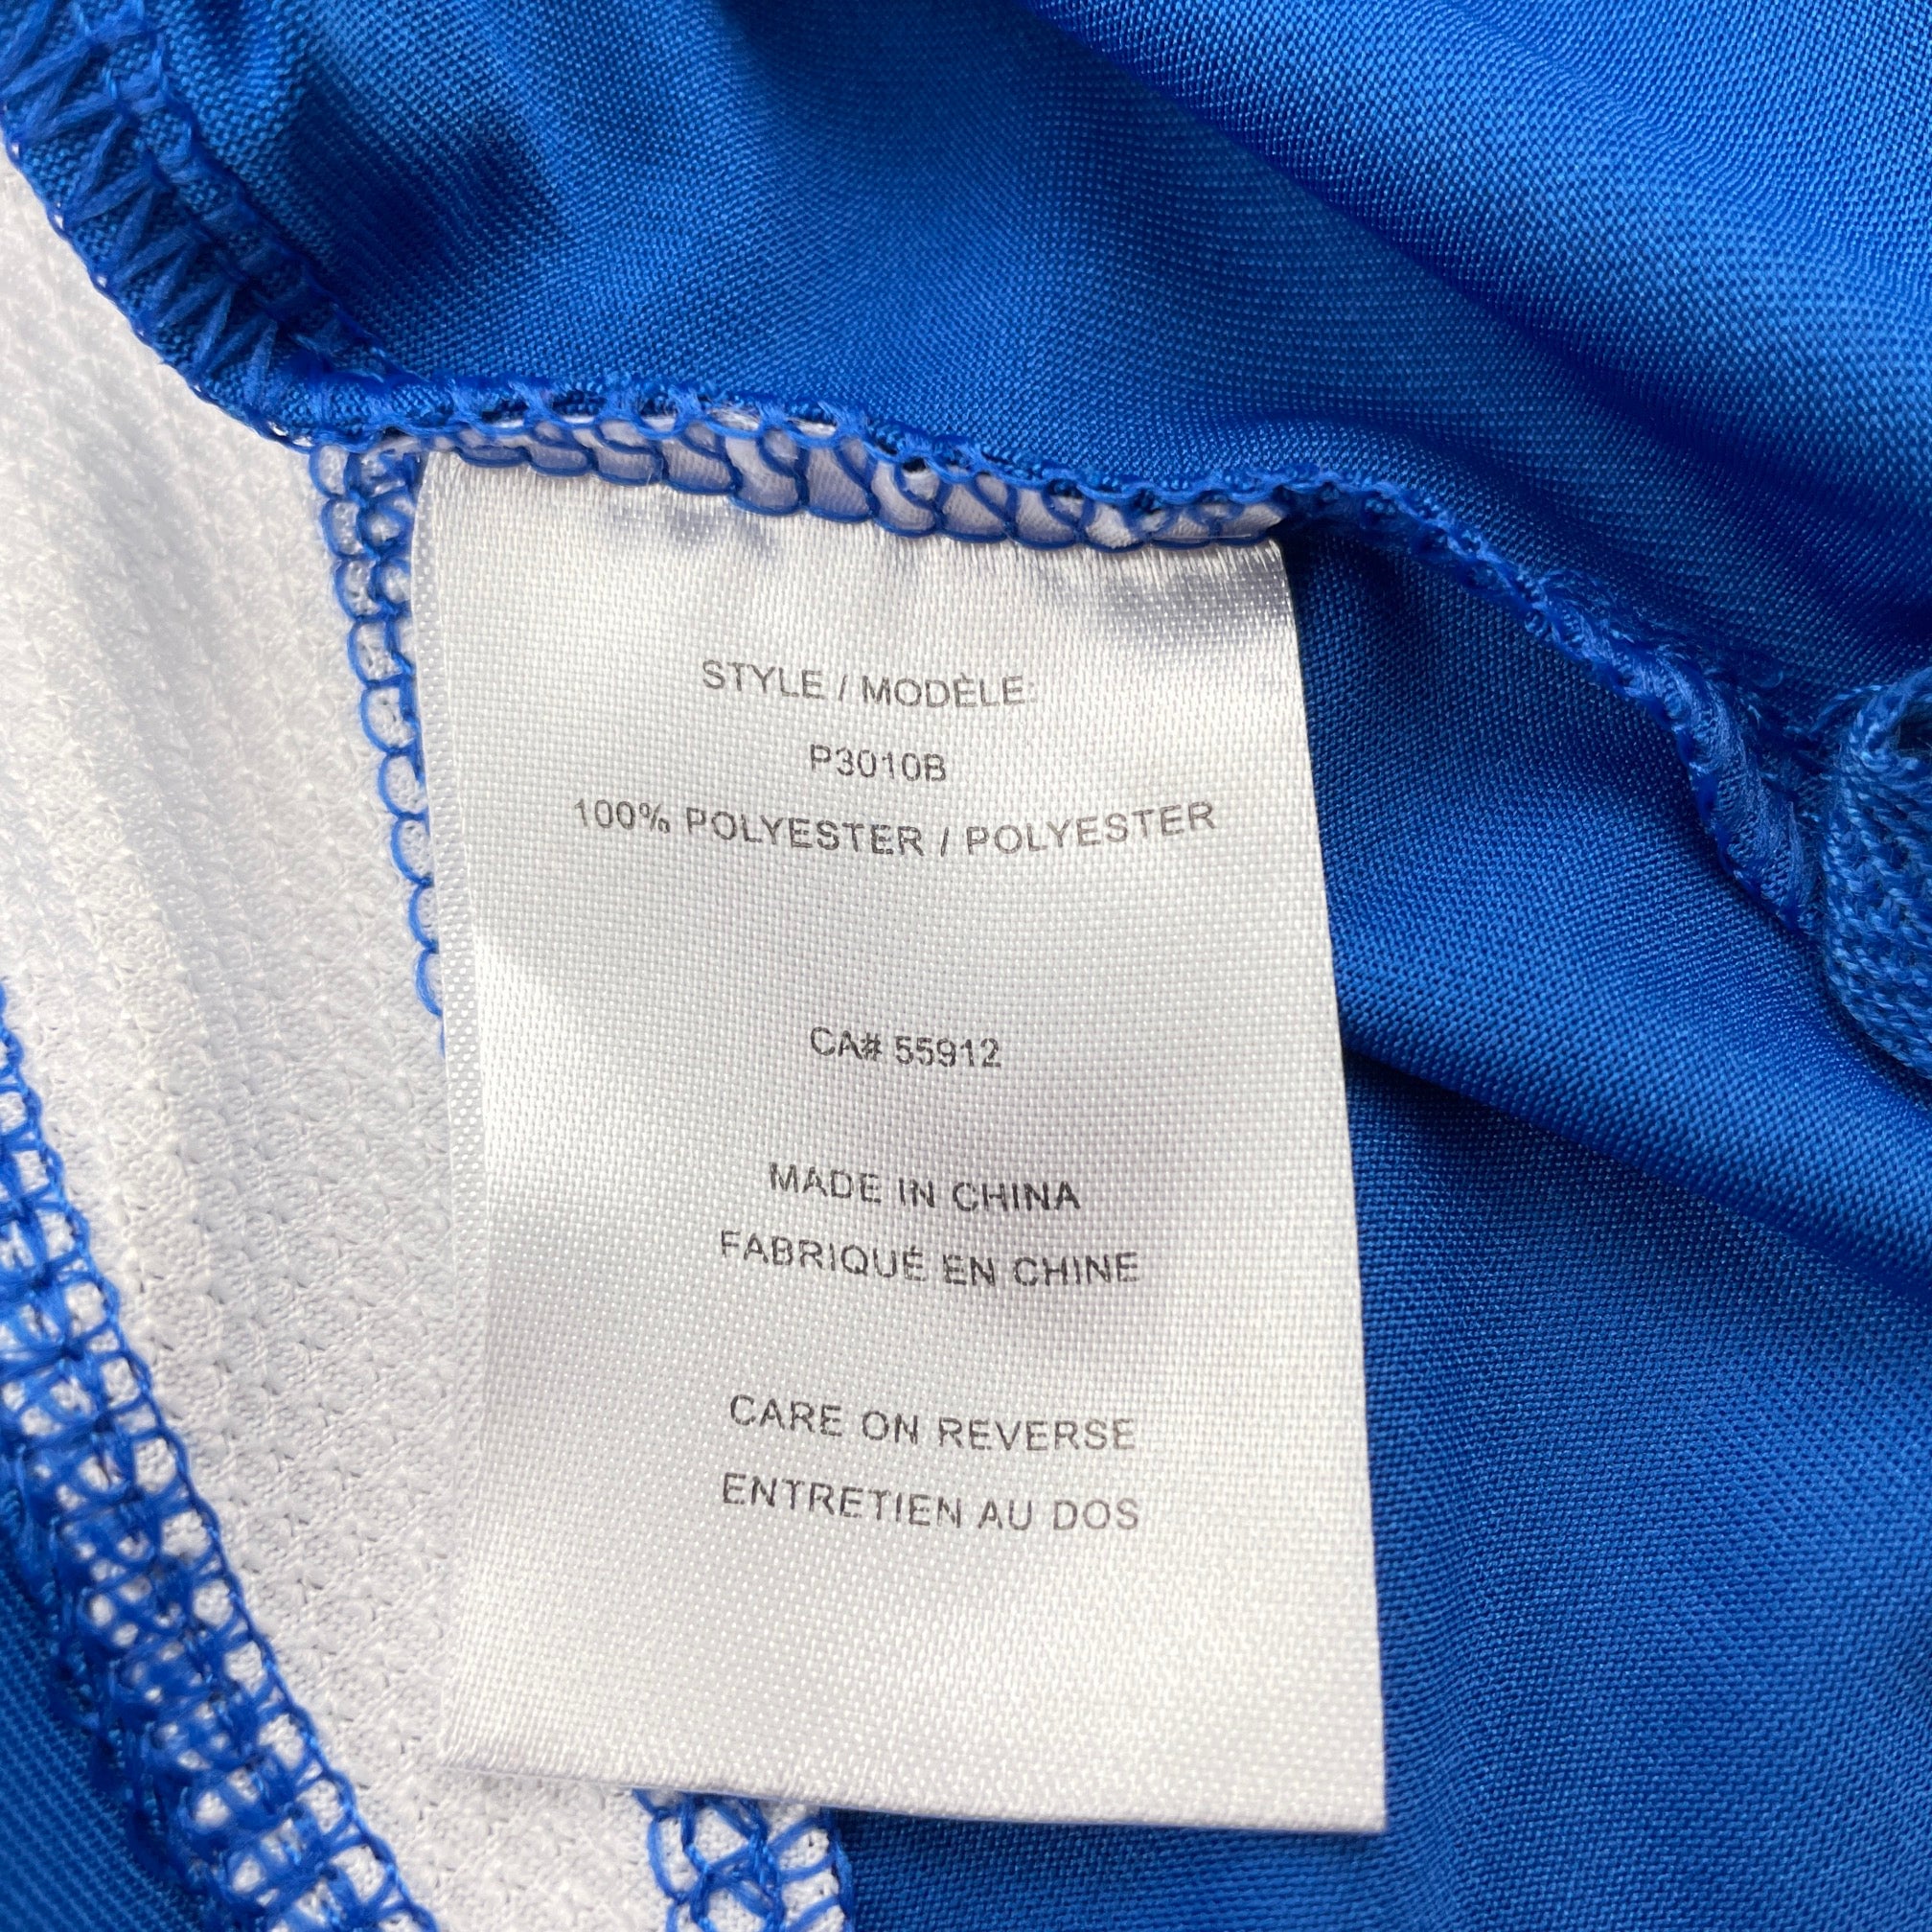 STYLE / MODÈLE:
P3010B
100% POLYESTER / POLYESTER
CA# 55912
MADE IN CHINA
FABRIQUÉ EN CHINE
CARE ON REVERSE
ENTRETIEN AU DOS